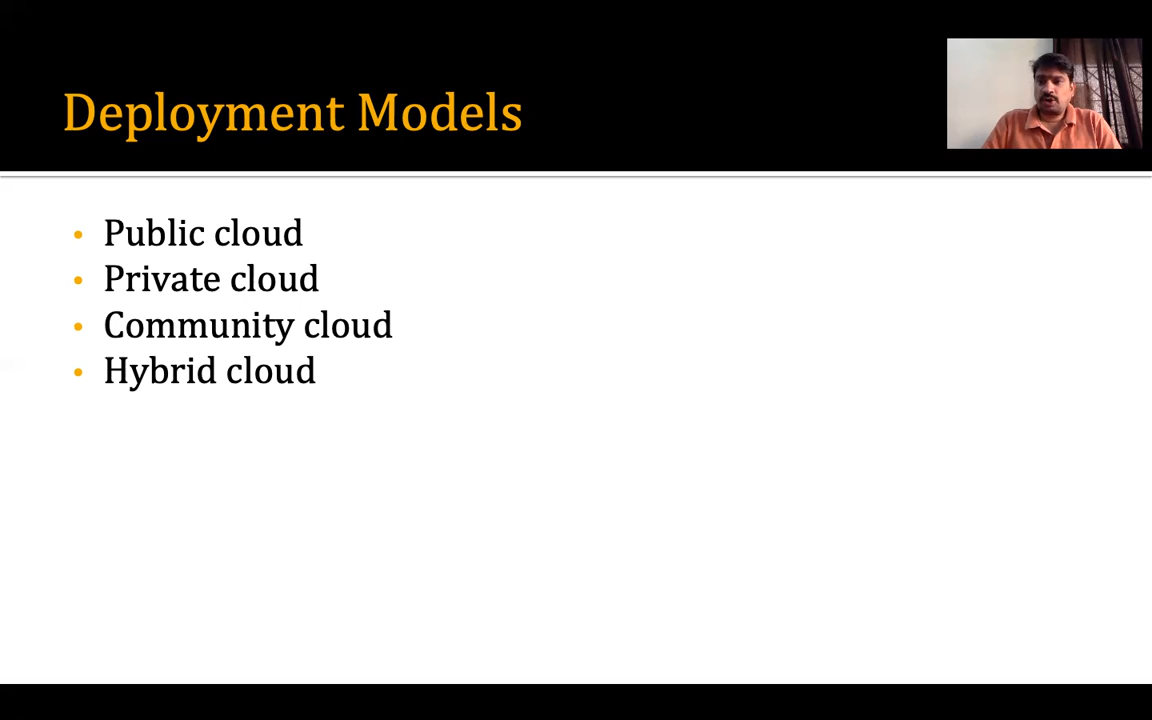 Deployment Models
• Public cloud
• Private cloud
• Community cloud
• Hybrid cloud